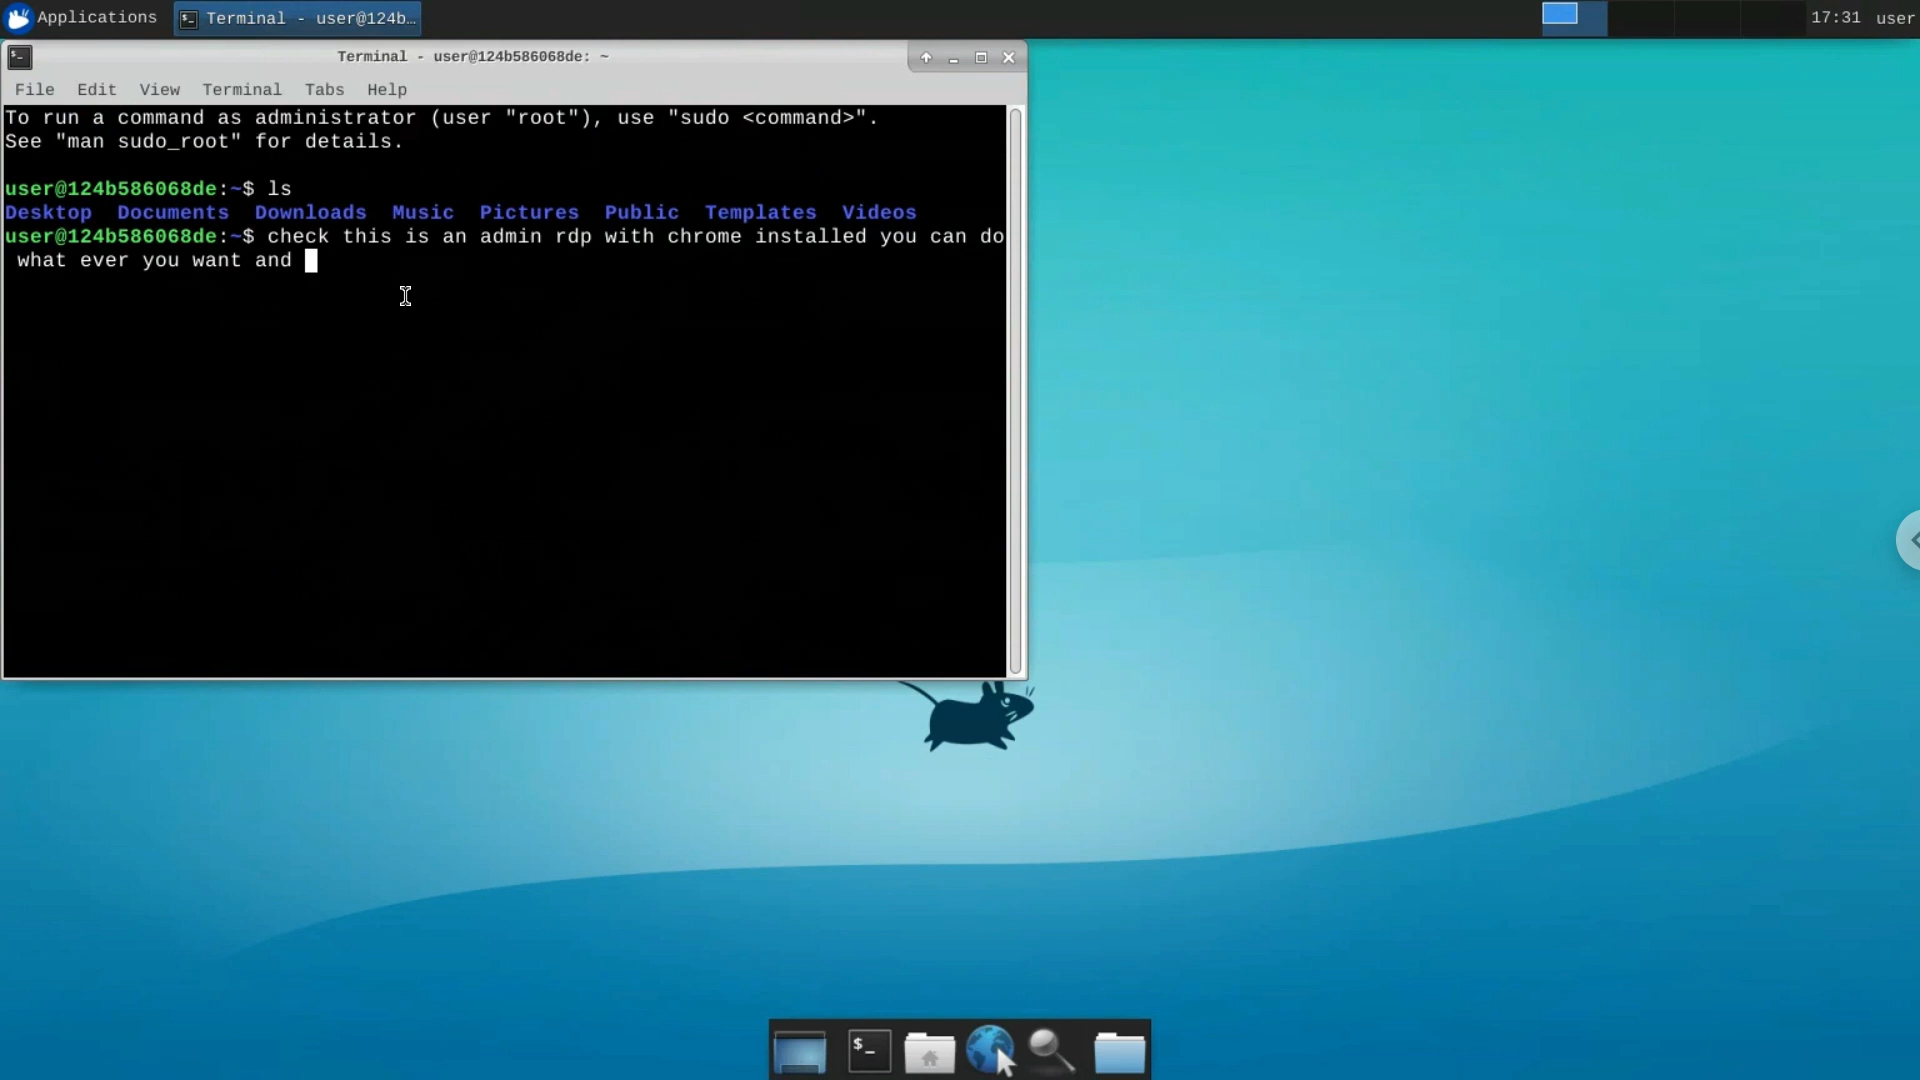 Applications
Terminal - user@124b…
17:31 user
Terminal - user@124b586068de: ~
File Edit View Terminal Tabs Help
To run a command as administrator (user "root"), use "sudo <command>".
See "man sudo_root" for details.
user@124b586068de:~$ ls
Desktop Documents Downloads Music Pictures Public Templates Videos
user@124b586068de:~$ check this is an admin rdp with chrome installed you can do
what ever you want and
$_